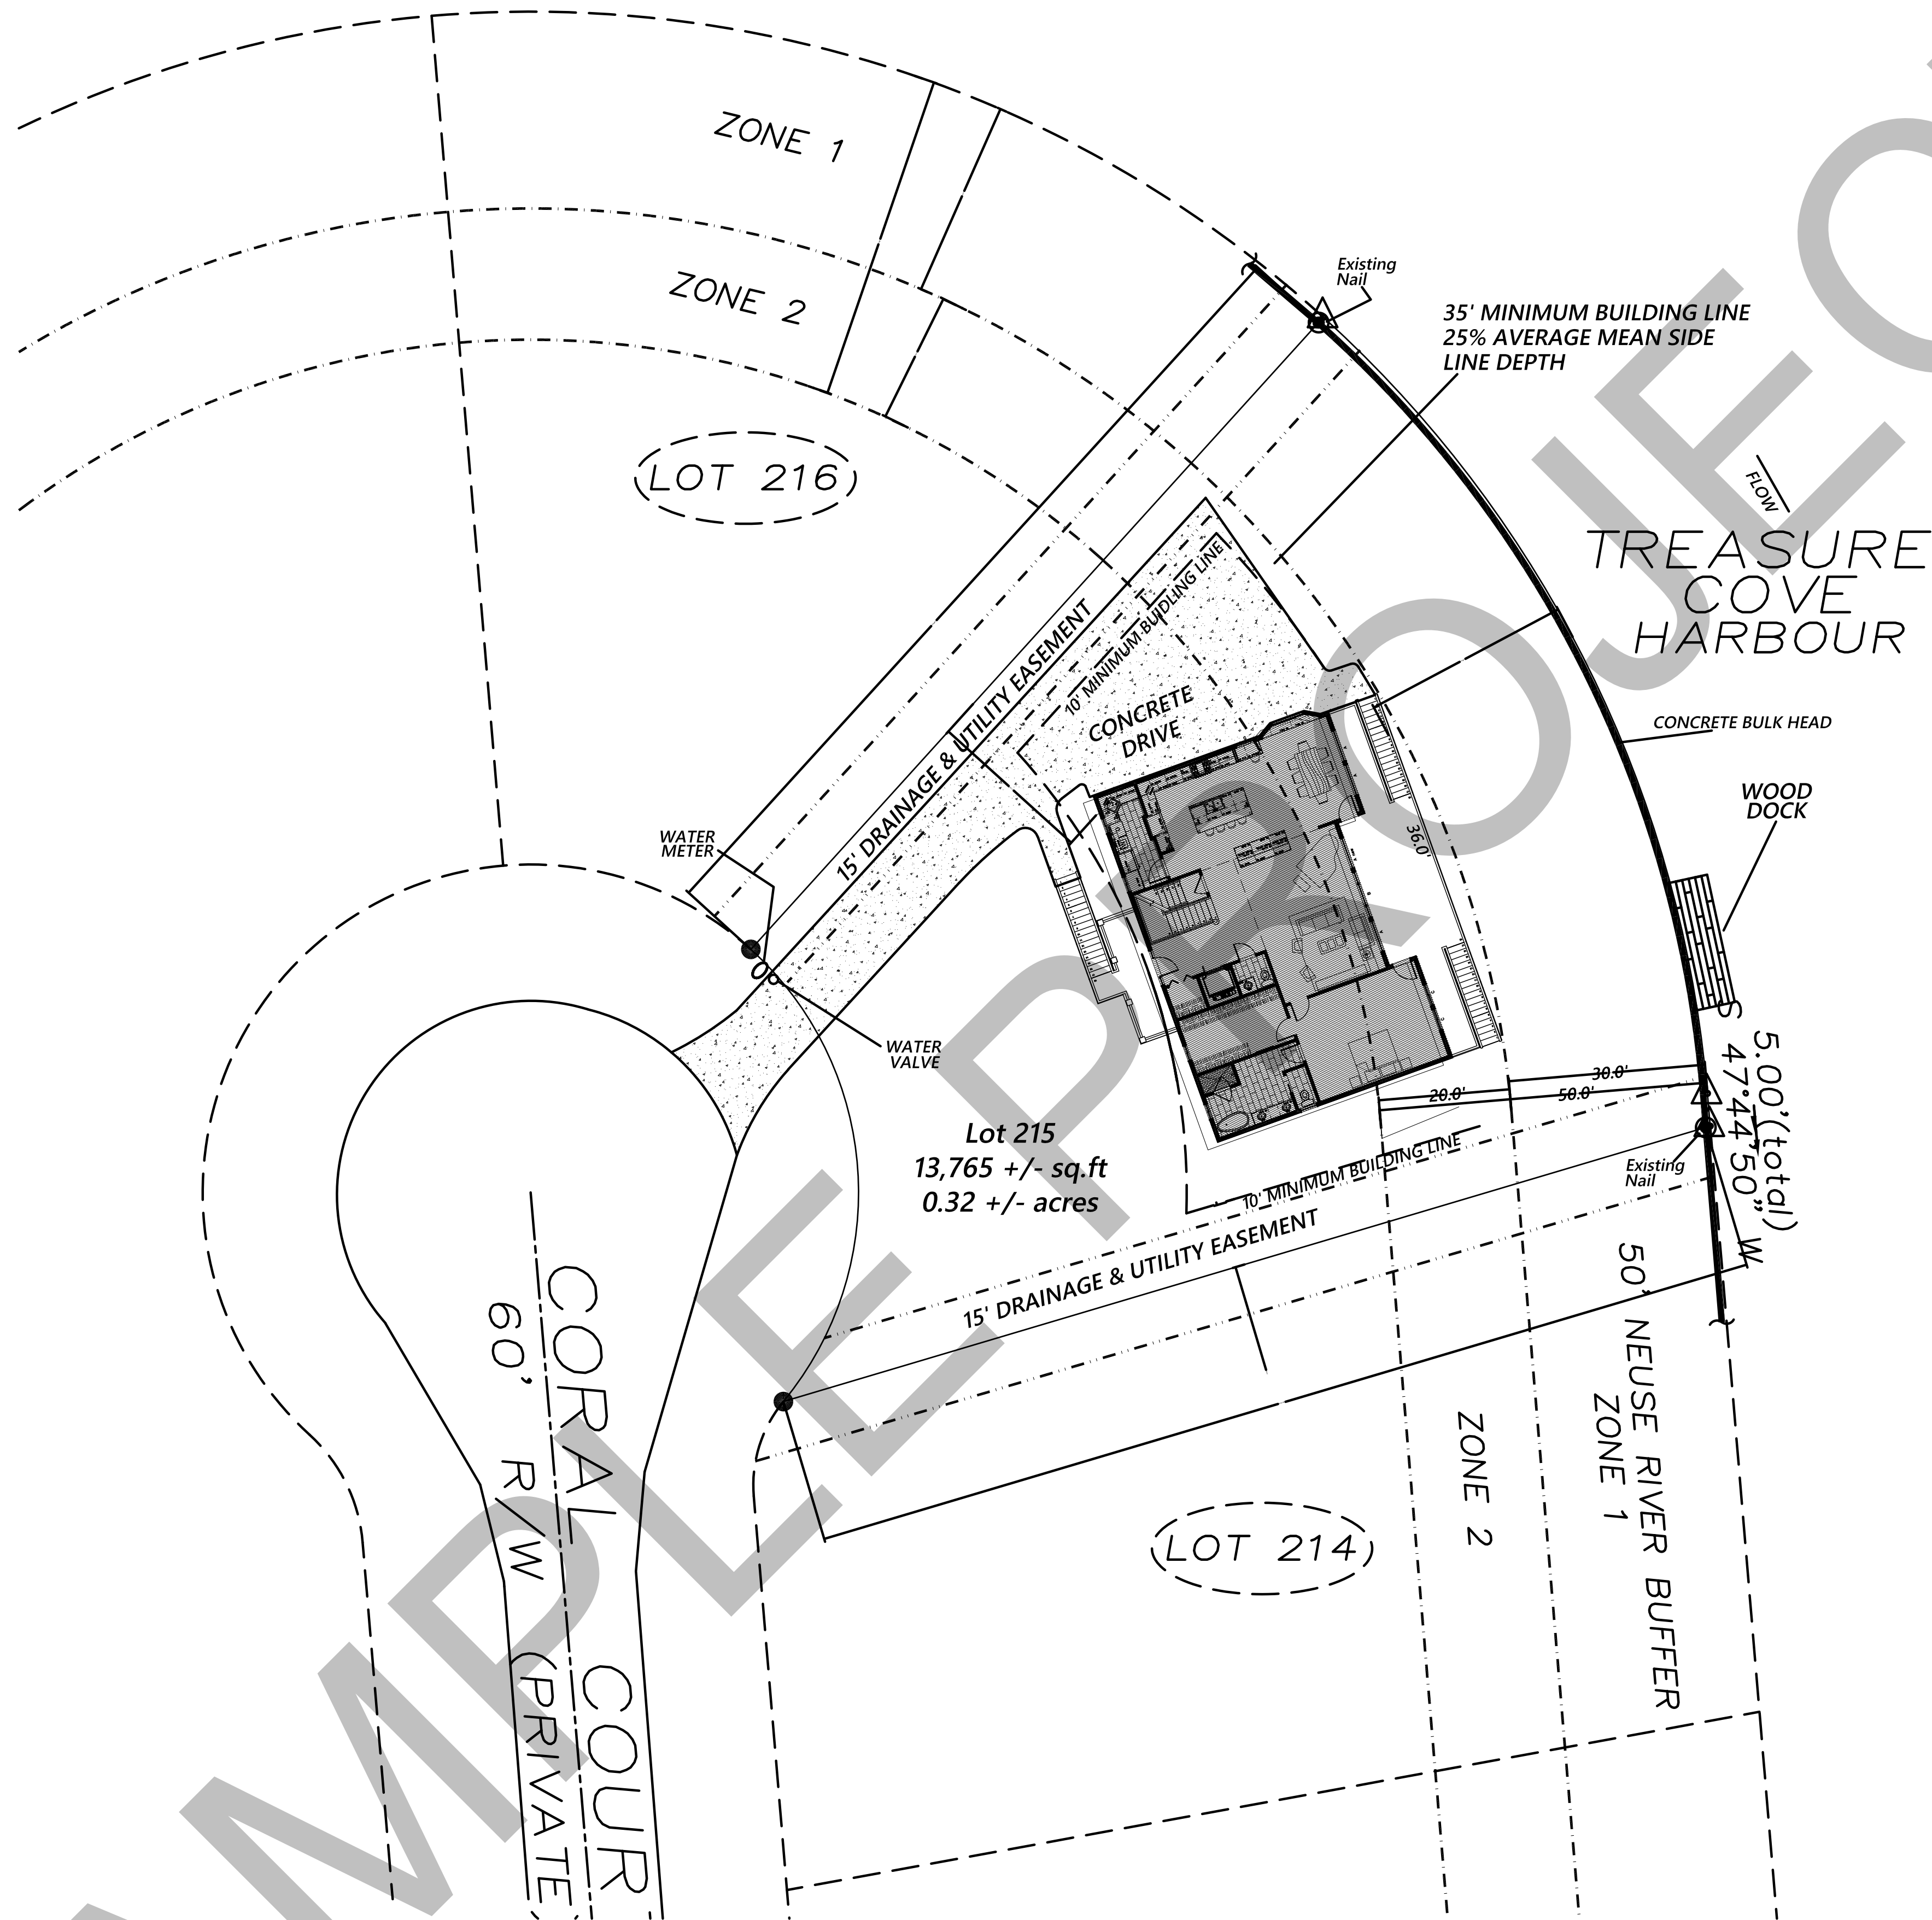 ZONE 1
ZONE 2
LOT 216
Existing
Nail
35' MINIMUM BUILDING LINE
25% AVERAGE MEAN SIDE
LINE DEPTH
FLOW
TREASURE
COVE
HARBOUR
CONCRETE BULK HEAD
WOOD
DOCK
10' MINIMUM BUIDLING LINE
15' DRAINAGE & UTILITY EASEMENT
CONCRETE
DRIVE
36.0'
WATER
METER
WATER
VALVE
Lot 215
13,765 +/- sq.ft
0.32 +/- acres
20.0'
30.0'
50.0'
S 47°44'50" W
5.00'(total)
Existing
Nail
10' MINIMUM BUILDING LINE
15' DRAINAGE & UTILITY EASEMENT
50' NEUSE RIVER BUFFER
ZONE 1
ZONE 2
LOT 214
CORAL COUR
60' R/W (PRIVATE
MPLE PROJEC